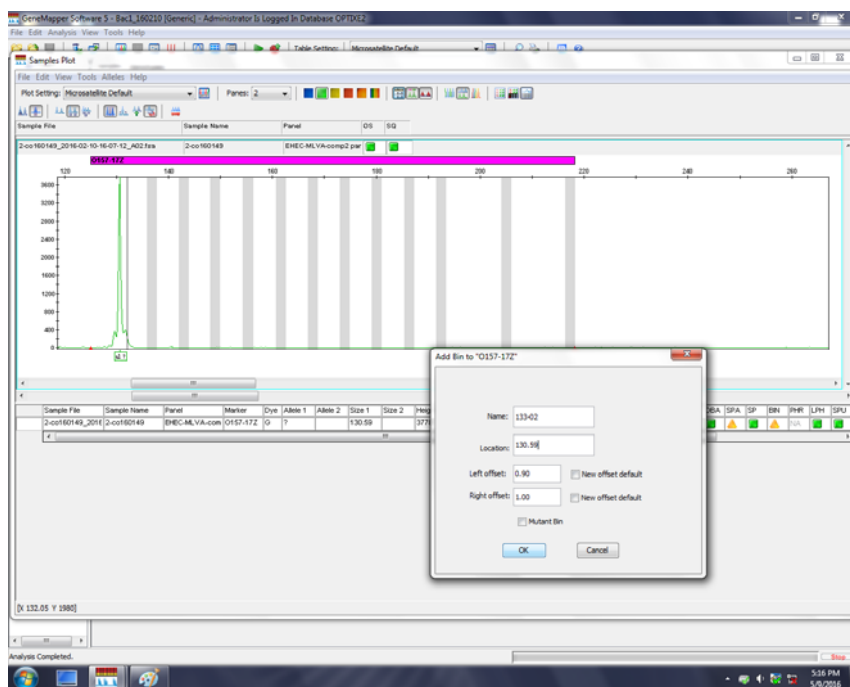 GeneMapper Software 5 - Bac1_160210 [Generic] - Administrator Is Logged In Database OPTIXE2
File Edit Analysis View Tools Help
Table Setting: Microsatellite Default
Samples Plot
File Edit View Tools Alleles Help
Plot Setting: Microsatellite Default Panes: 2
Sample File Sample Name Panel OS SQ
2-co160149_2016-02-10-16-07-12_A02.fsa 2-co160149 EHEC-MLVA-comp2 par
O157-17Z
120 140 160 180 200 220 240 260
3600
3200
2800
2400
2000
1600
1200
800
400
0
Add Bin to "O157-17Z"
Sample File Sample Name Panel Marker Dye Allele 1 Allele 2 Size 1 Size 2 SPA SP BIN PHR LPH SPU
2-co160149_2016 2-co160149 EHEC-MLVA-com O157-17Z G ? 130.59 NA
Name: 133-02
Location: 130.59
Left offset: 0.90 New offset default
Right offset: 1.00 New offset default
Mutant Bin
OK Cancel
[X 132.05 Y 1980]
Analysis Completed. Stop
5:16 PM
5/9/2016